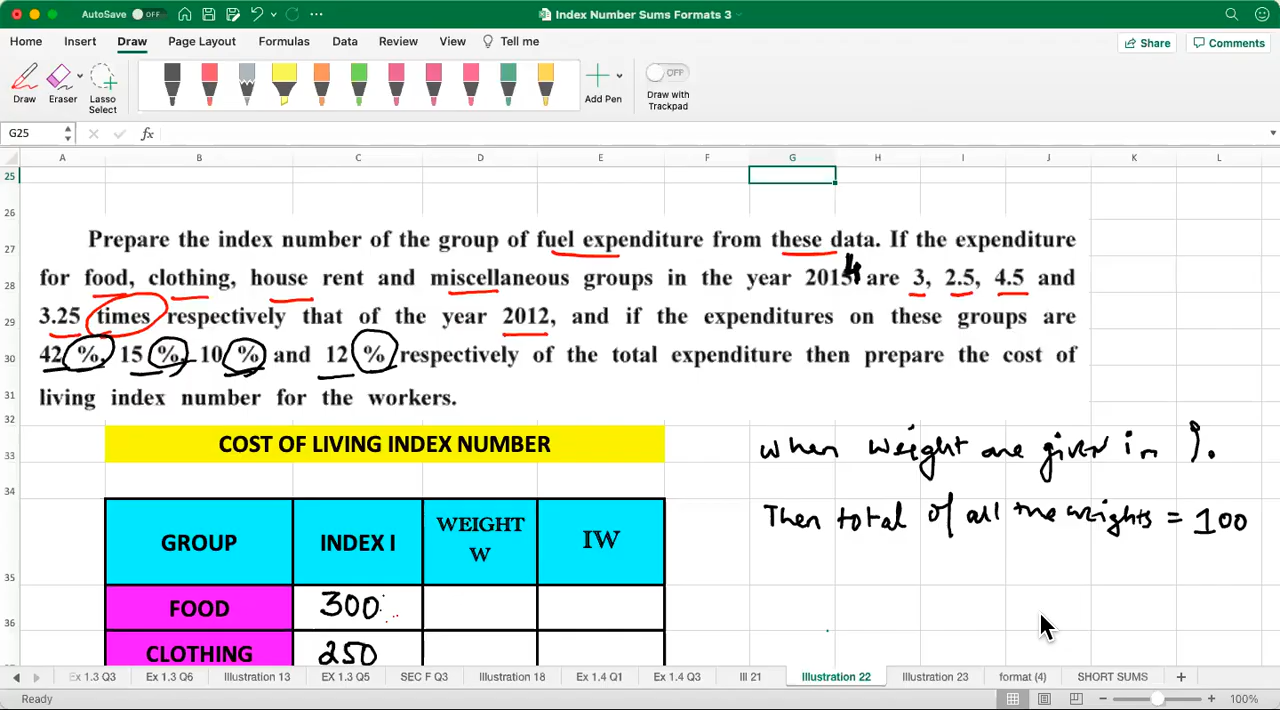 AutoSave OFF
Index Number Sums Formats 3
Home Insert Draw Page Layout Formulas Data Review View Tell me
Share Comments
Draw Eraser Lasso Select Add Pen OFF Draw with Trackpad
G25 fx
A B C D E F G H I J K L
25
26
Prepare the index number of the group of fuel expenditure from these data. If the expenditure
27
for food, clothing, house rent and miscellaneous groups in the year 2014 are 3, 2.5, 4.5 and
28
3.25 times respectively that of the year 2012, and if the expenditures on these groups are
29
42 %, 15 %, 10 % and 12 % respectively of the total expenditure then prepare the cost of
30
living index number for the workers.
31
32
COST OF LIVING INDEX NUMBER
33
When weight are given in %.
34
Then total of all the weights = 100
GROUP INDEX I WEIGHT W IW
35
FOOD 300
36
CLOTHING 250
Ex 1.3 Q3 Ex 1.3 Q6 Illustration 13 Ex 1.3 Q5 SEC F Q3 Illustration 18 Ex 1.4 Q1 Ex 1.4 Q3 Ill 21 Illustration 22 Illustration 23 format (4) SHORT SUMS
Ready 100%